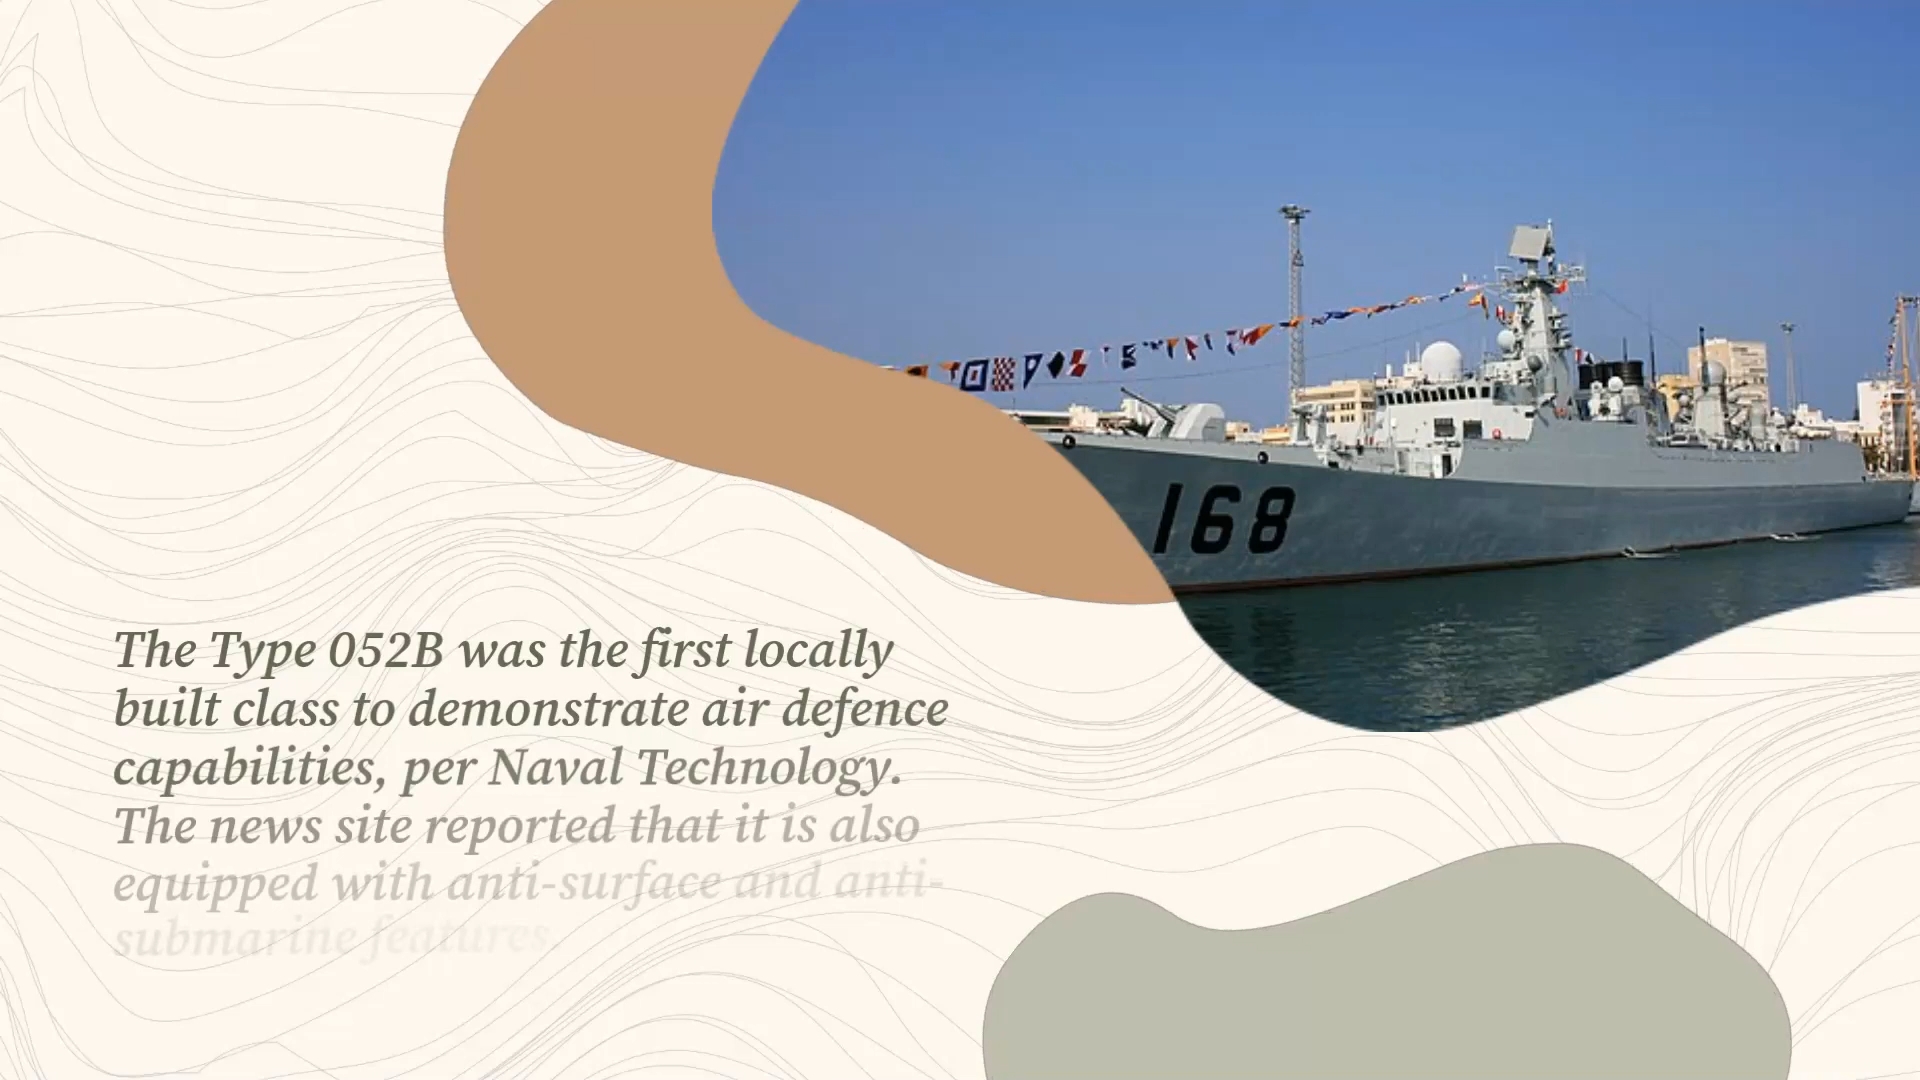 168
The Type 052B was the first locally
built class to demonstrate air defence
capabilities, per Naval Technology.
The news site reported that it is also
equipped with anti-surface and anti-
submarine features.